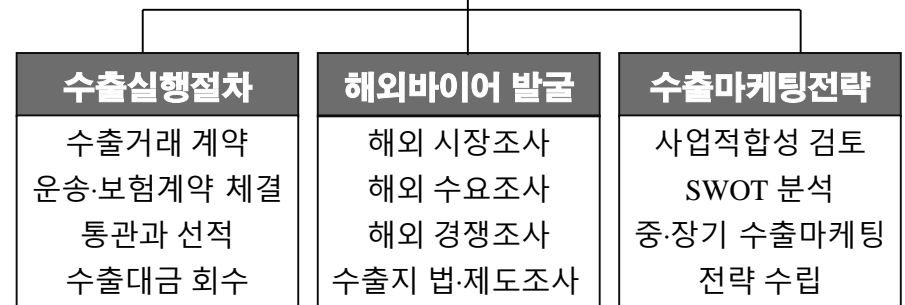 수출실행절차
수출거래 계약
운송·보험계약 체결
통관과 선적
수출대금 회수
해외바이어 발굴
해외 시장조사
해외 수요조사
해외 경쟁조사
수출지 법·제도조사
수출마케팅전략
사업적합성 검토
SWOT 분석
중·장기 수출마케팅
전략 수립